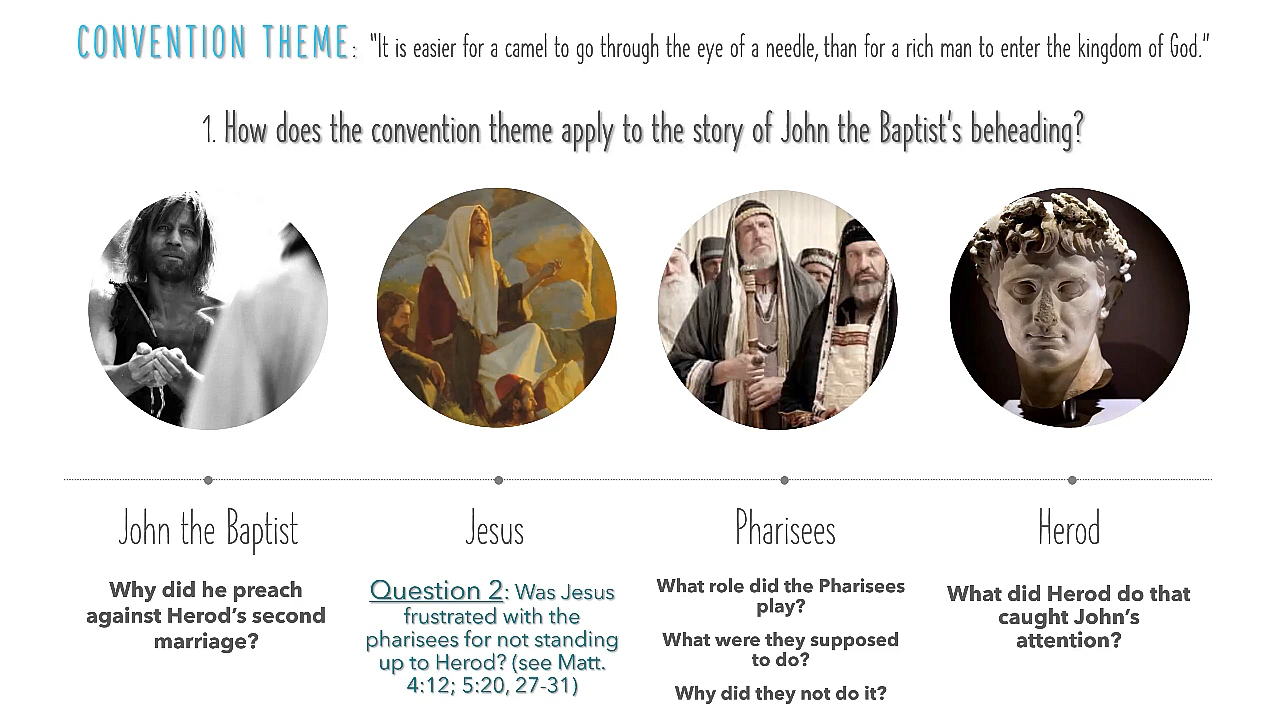 CONVENTION THEME: "It is easier for a camel to go through the eye of a needle, than for a rich man to enter the kingdom of God."
1. How does the convention theme apply to the story of John the Baptist's beheading?
John the Baptist
Why did he preach
against Herod's second
marriage?
Jesus
Question 2: Was Jesus
frustrated with the
pharisees for not standing
up to Herod? (see Matt.
4:12; 5:20, 27-31)
Pharisees
What role did the Pharisees
play?
What were they supposed
to do?
Why did they not do it?
Herod
What did Herod do that
caught John's
attention?